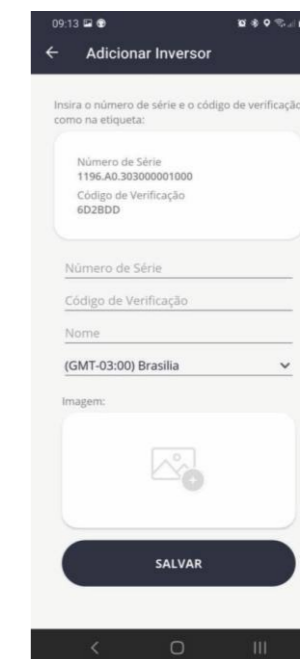 09:13
Adicionar Inversor
Insira o número de série e o código de verificação
como na etiqueta:
Número de Série
1196.A0.303000001000
Código de Verificação
6D2BDD
Número de Série
Código de Verificação
Nome
(GMT-03:00) Brasília
Imagem:
SALVAR